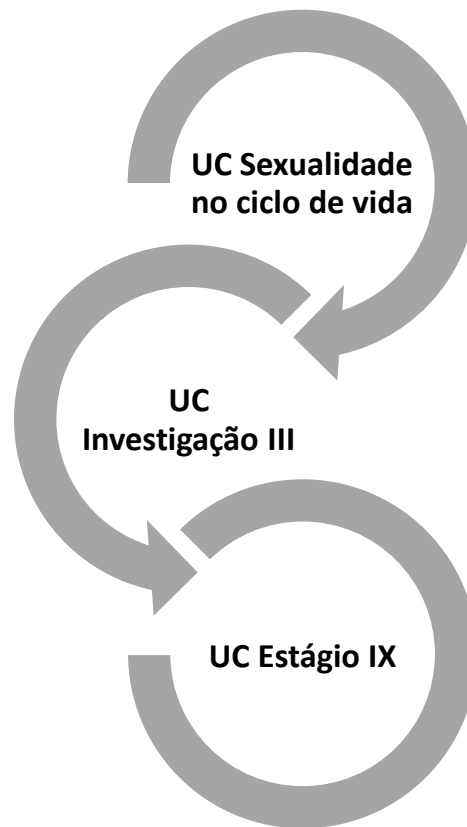 UC Sexualidade
no ciclo de vida
UC
Investigação III
UC Estágio IX